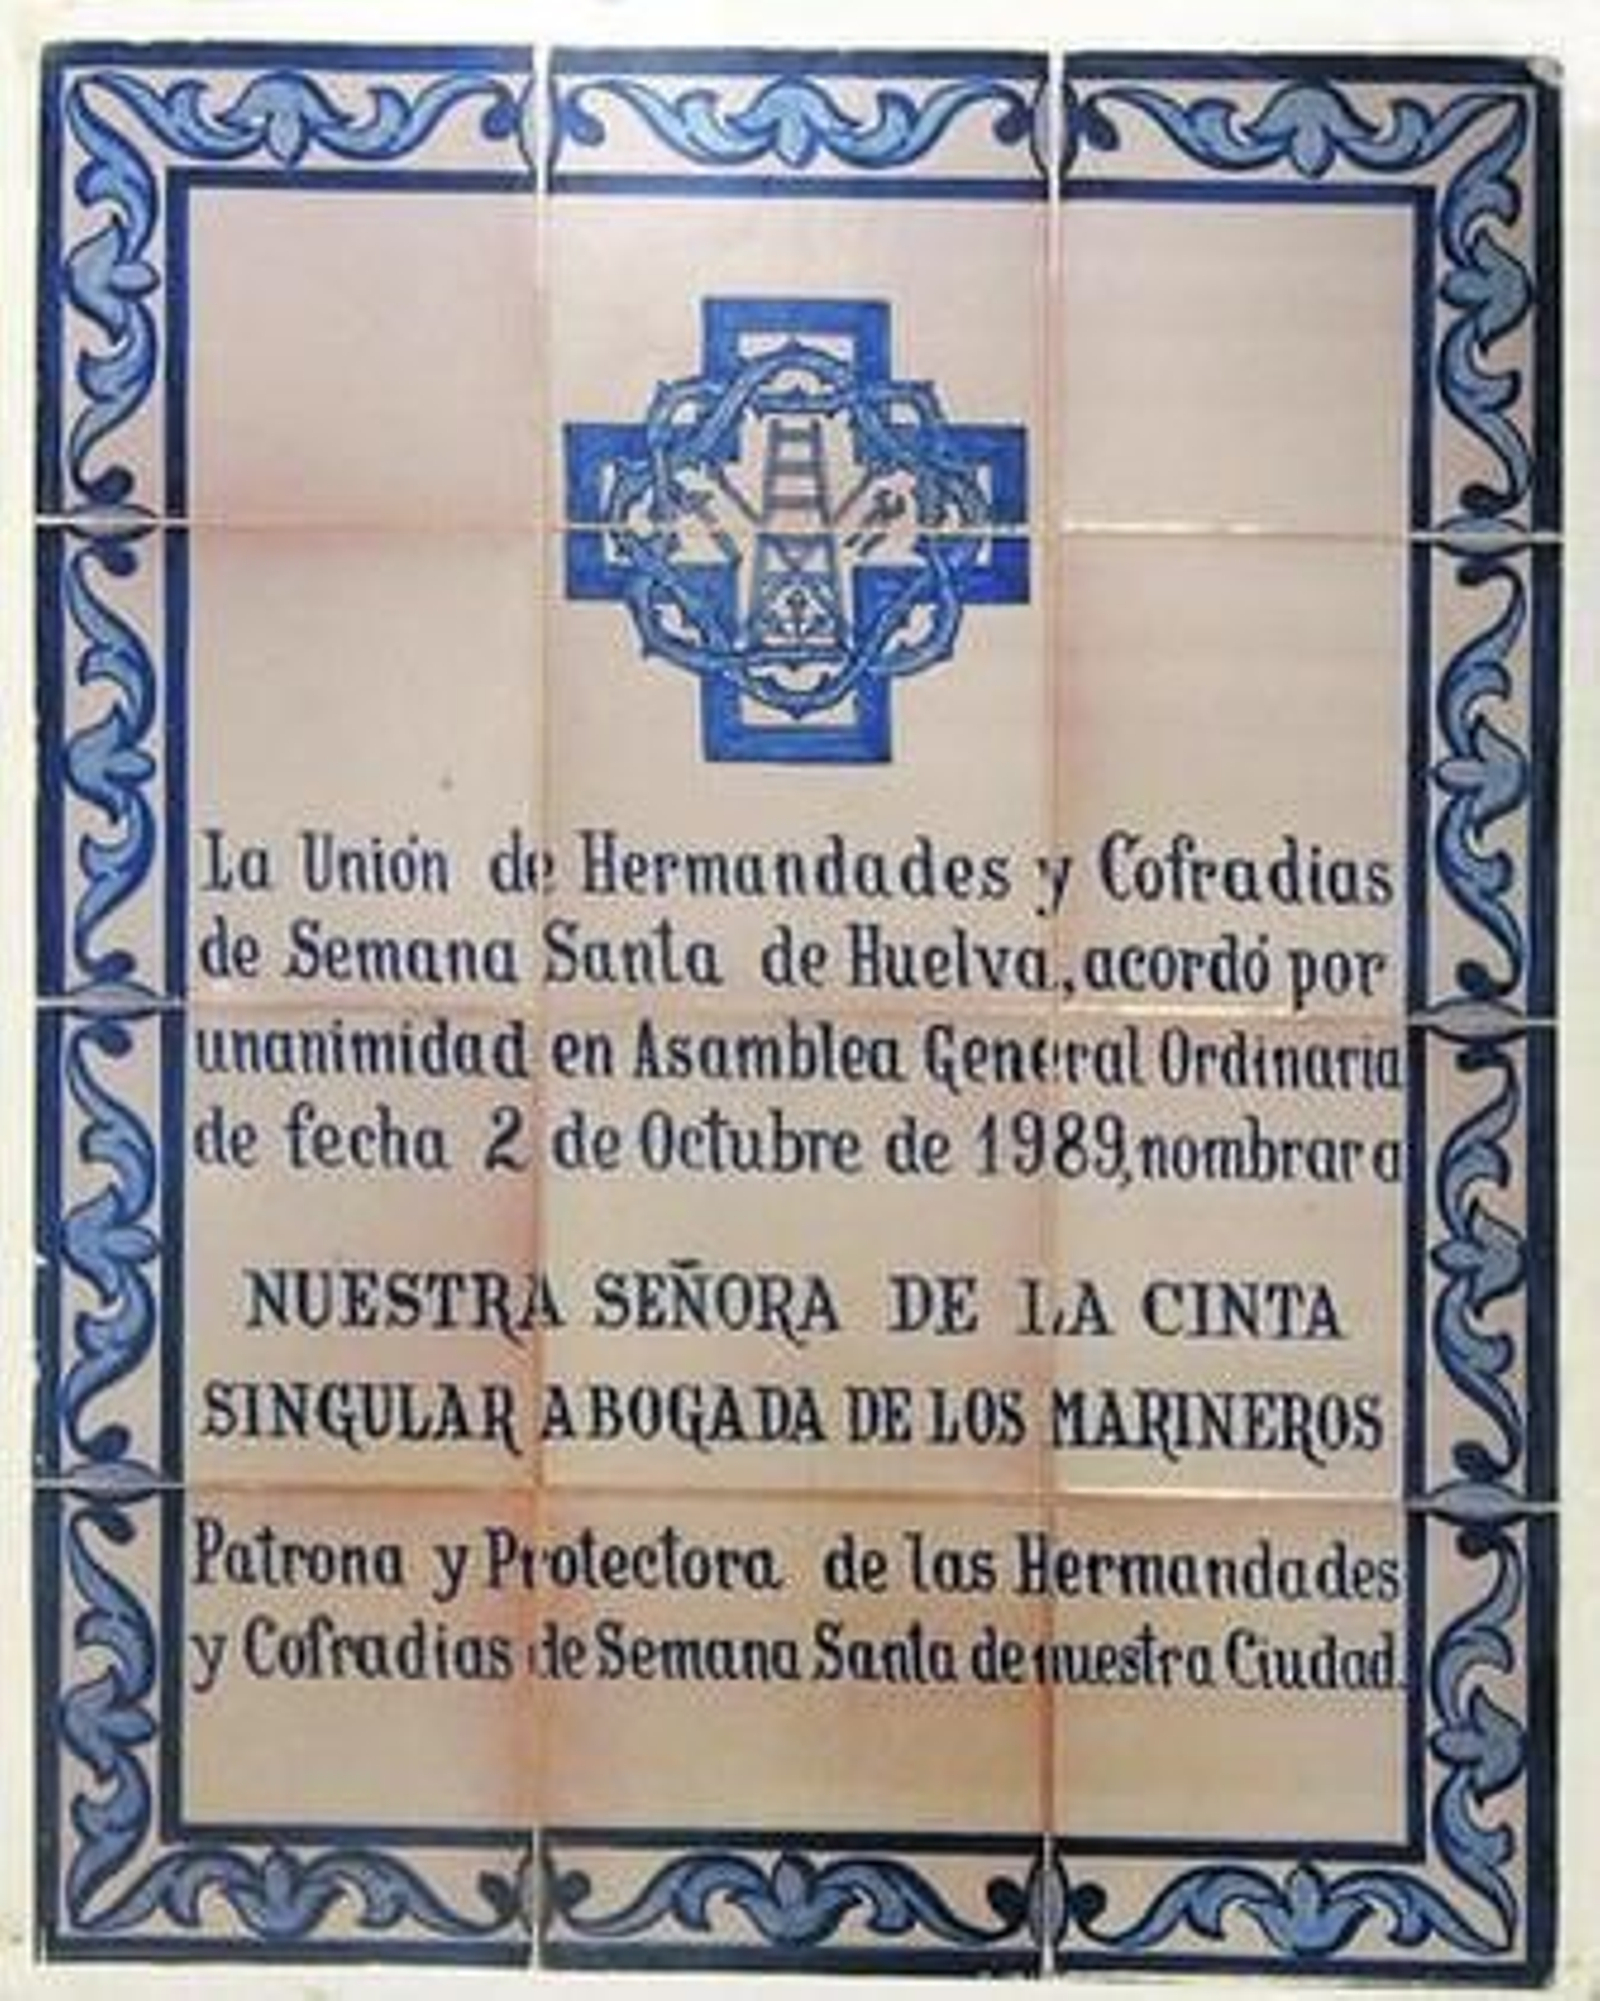 La Unión de Hermandades y Cofradias
de Semana Santa de Huelva, acordó por
unanimidad en Asamblea General Ordinaria
de fecha 2 de Octubre de 1989, nombrar a
NUESTRA SEÑORA DE LA CINTA
SINGULAR ABOGADA DE LOS MARINEROS
Patrona y Protectora de las Hermandades
y Cofradias de Semana Santa de nuestra Ciudad.